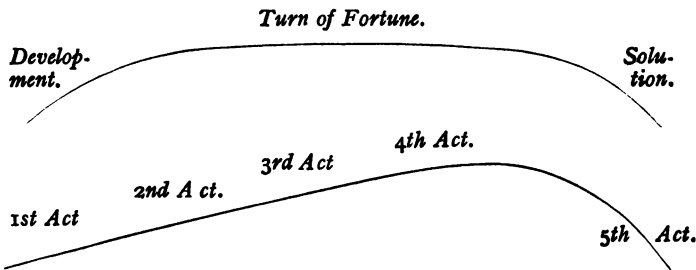 Turn of Fortune.
Develop-
ment.
Solu-
tion.
4th Act.
3rd Act
2nd A ct.
1st Act
5th Act.